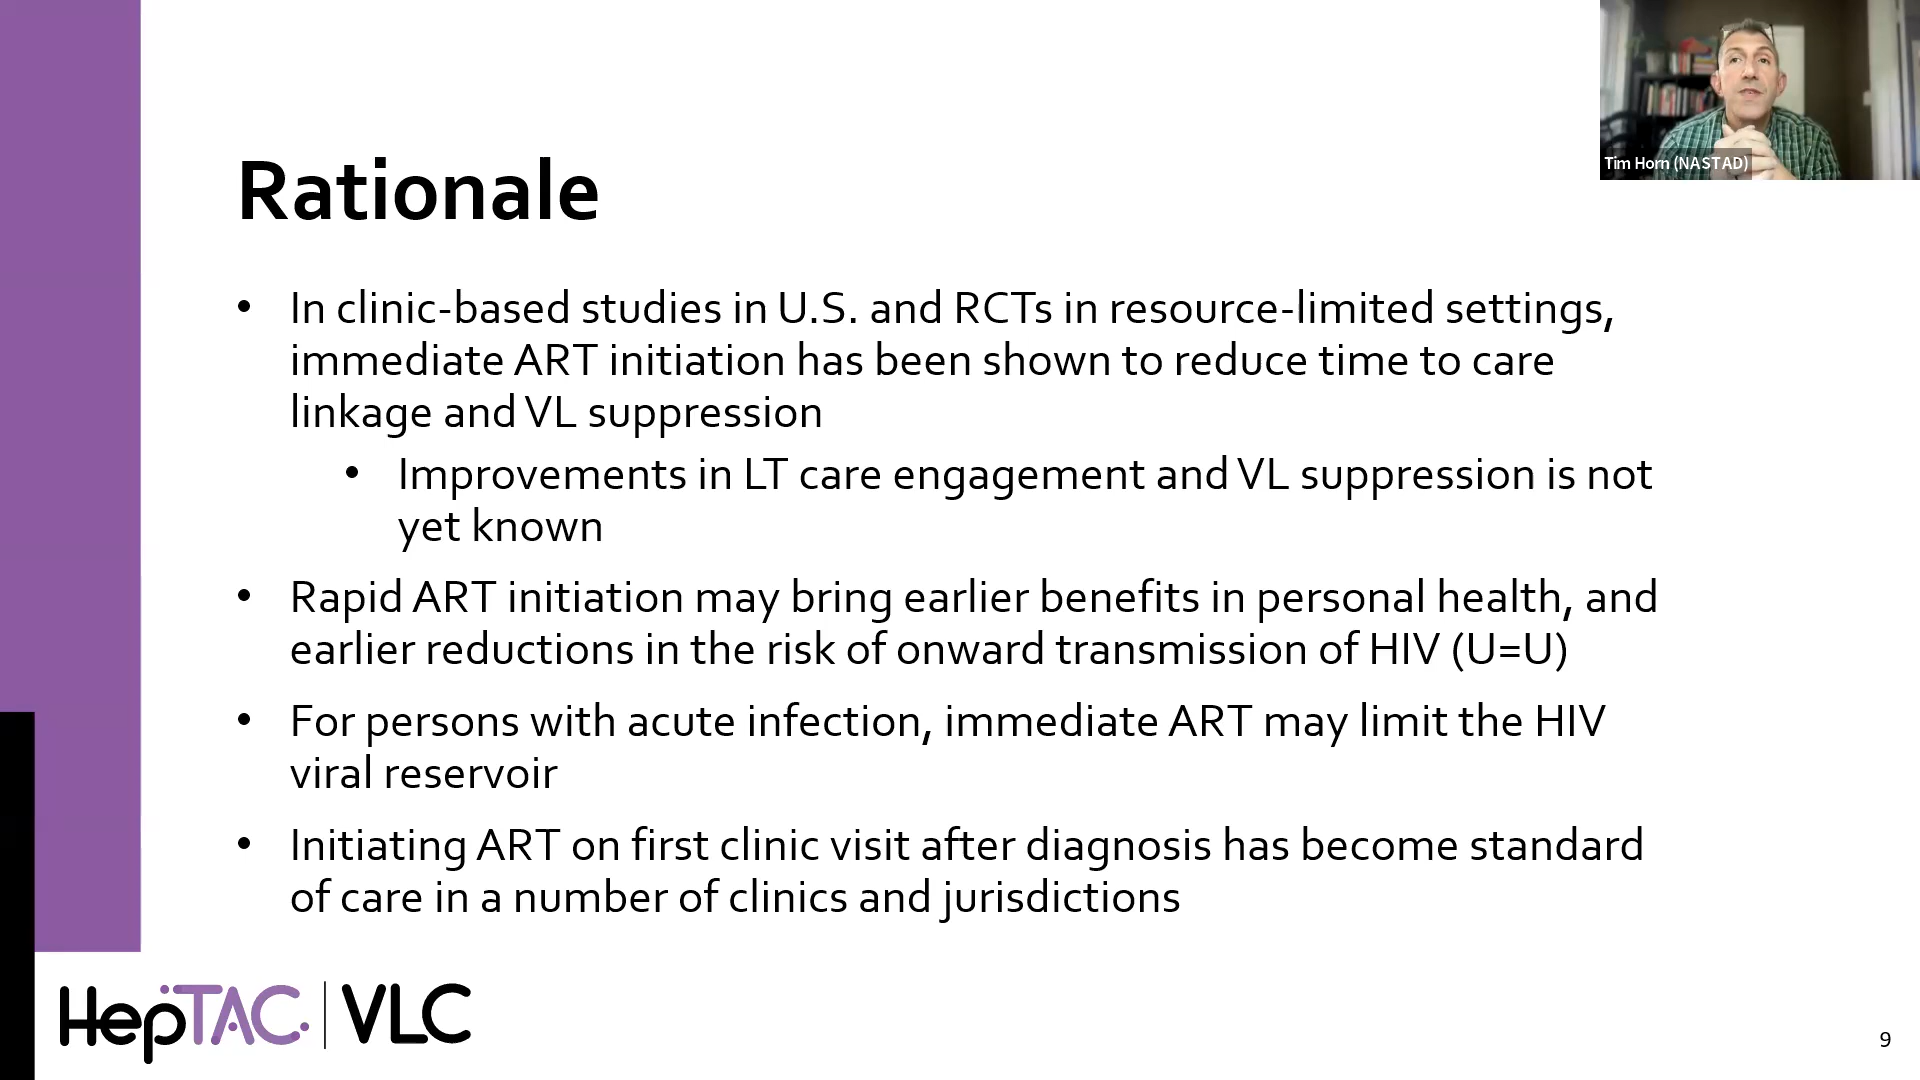 Tim Horn (NASTAD)
Rationale
• In clinic-based studies in U.S. and RCTs in resource-limited settings,
immediate ART initiation has been shown to reduce time to care
linkage and VL suppression
• Improvements in LT care engagement and VL suppression is not
yet known
• Rapid ART initiation may bring earlier benefits in personal health, and
earlier reductions in the risk of onward transmission of HIV (U=U)
• For persons with acute infection, immediate ART may limit the HIV
viral reservoir
• Initiating ART on first clinic visit after diagnosis has become standard
of care in a number of clinics and jurisdictions
HepTAC | VLC
9